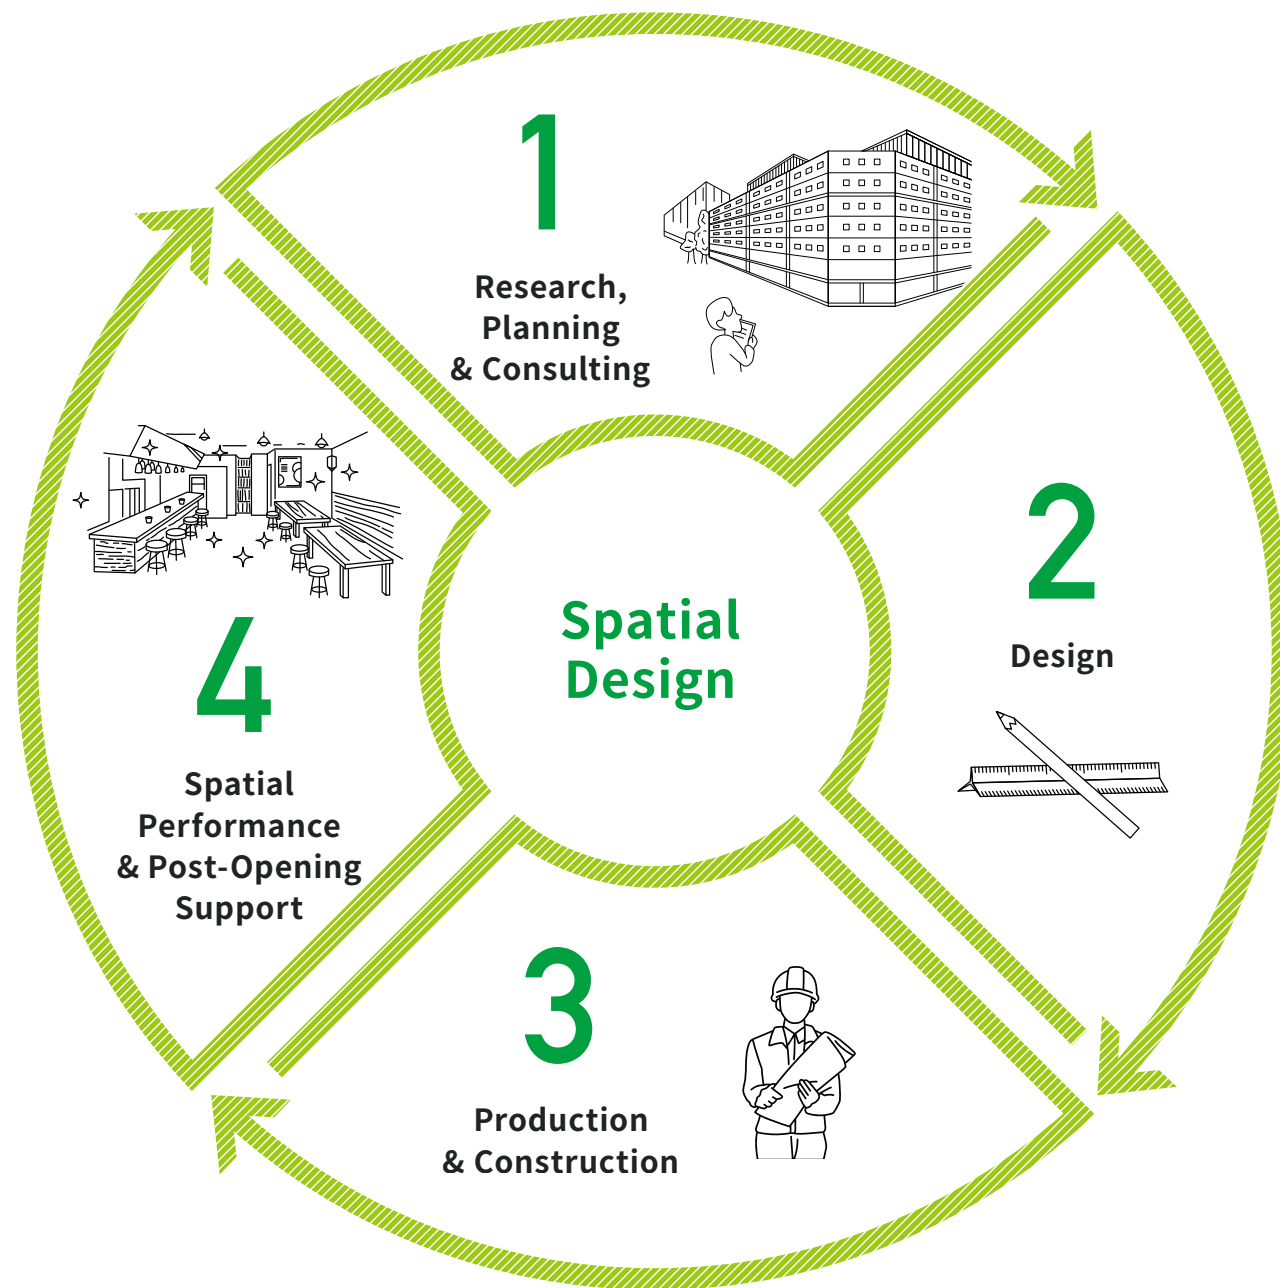 1
Research,
Planning
& Consulting
2
Design
3
Production
& Construction
4
Spatial
Performance
& Post-Opening
Support
Spatial
Design